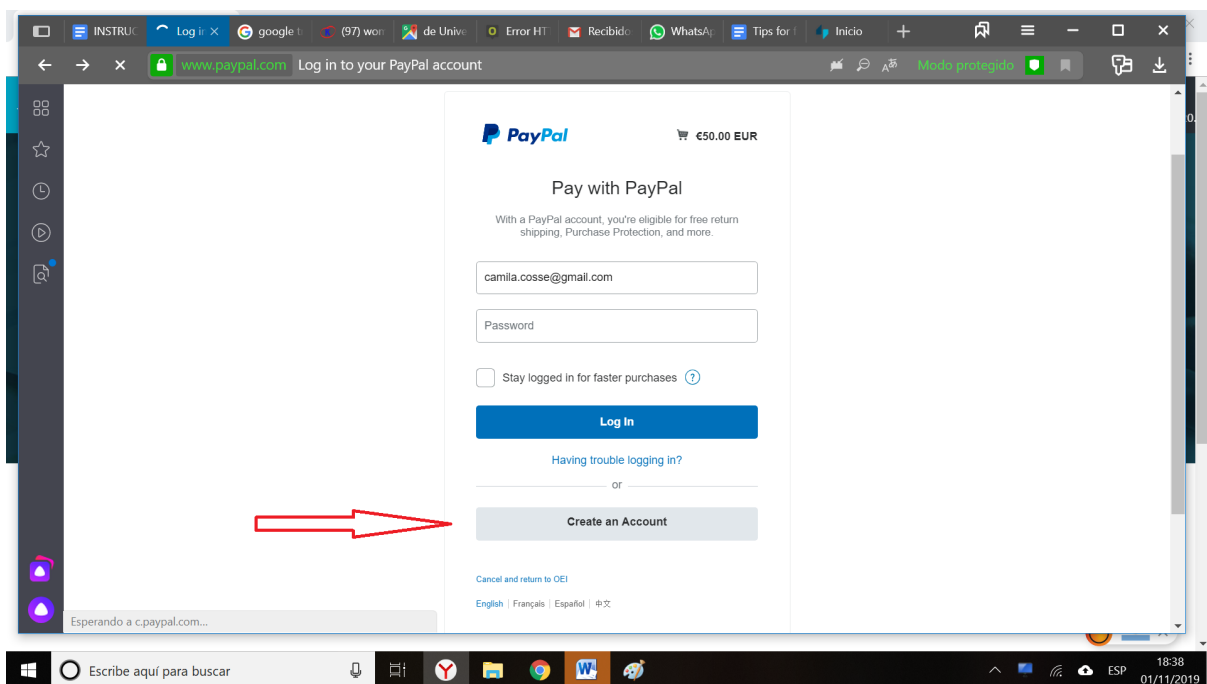 INSTRUC
Log in
google t
(97) won
de Unive
Error HT
Recibido
WhatsAp
Tips for
Inicio
www.paypal.com Log in to your PayPal account
Modo protegido
PayPal
€50.00 EUR
Pay with PayPal
With a PayPal account, you're eligible for free return
shipping, Purchase Protection, and more.
camila.cosse@gmail.com
Password
Stay logged in for faster purchases ?
Log In
Having trouble logging in?
or
Create an Account
Cancel and return to OEI
English | Français | Español | 中文
Esperando a c.paypal.com...
Escribe aquí para buscar
ESP
18:38
01/11/2019